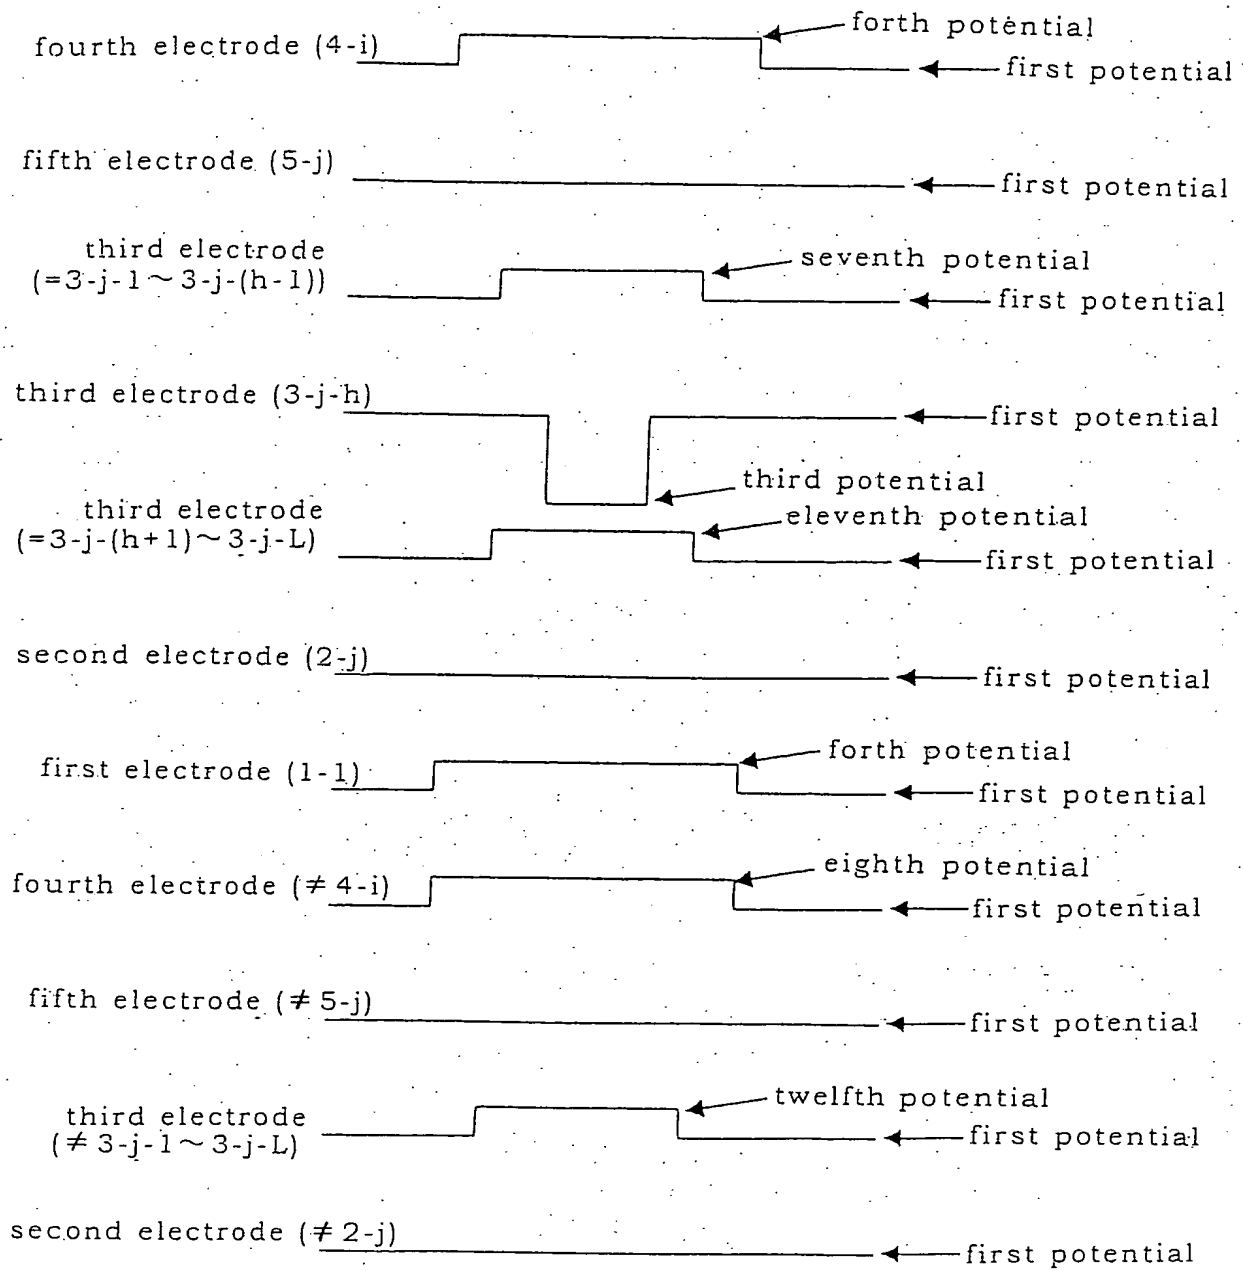 forth potential
fourth electrode (4-i)
first potential
fifth electrode (5-j)
first potential
third electrode
(=3-j-1~3-j-(h-1))
seventh potential
first potential
third electrode (3-j-h)
first potential
third potential
third electrode
(=3-j-(h+1)~3-j-L)
eleventh potential
first potential
second electrode (2-j)
first potential
forth potential
first electrode (1-1)
first potential
eighth potential
fourth electrode (≠4-i)
first potential
fifth electrode (≠5-j)
first potential
twelfth potential
third electrode
(≠3-j-1~3-j-L)
first potential
second electrode (≠2-j)
first potential